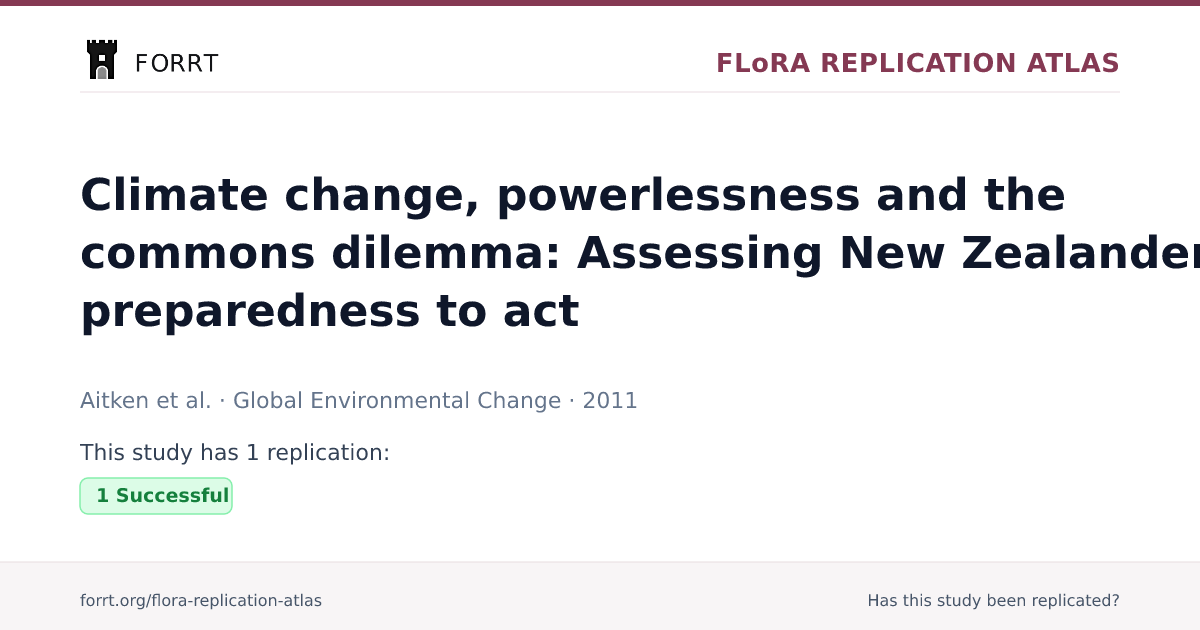 FORRT
FLoRA REPLICATION ATLAS
Climate change, powerlessness and the
commons dilemma: Assessing New Zealander
preparedness to act
Aitken et al. · Global Environmental Change · 2011
This study has 1 replication:
1 Successful
forrt.org/flora-replication-atlas
Has this study been replicated?